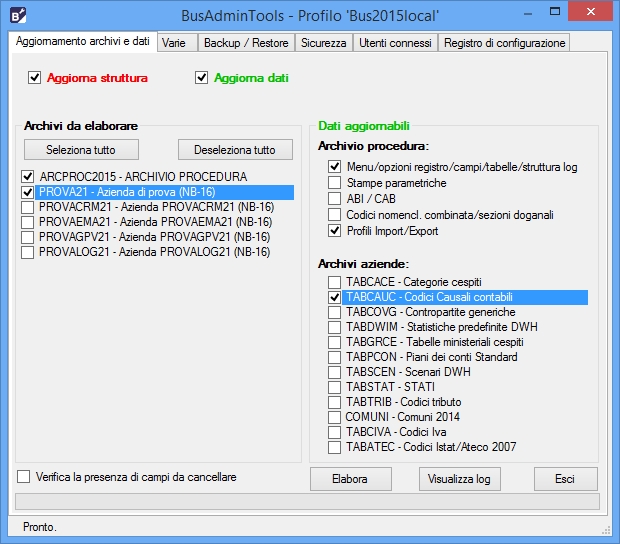 BusAdminTools - Profilo 'Bus2015local'
Aggiornamento archivi e dati
Varie
Backup / Restore
Sicurezza
Utenti connessi
Registro di configurazione
Aggiorna struttura
Aggiorna dati
Archivi da elaborare
Seleziona tutto
Deseleziona tutto
ARCPROC2015 - ARCHIVIO PROCEDURA
PROVA21 - Azienda di prova (NB-16)
PROVACRM21 - Azienda PROVACRM21 (NB-16)
PROVAEMA21 - Azienda PROVAEMA21 (NB-16)
PROVAGPV21 - Azienda PROVAGPV21 (NB-16)
PROVALOG21 - Azienda PROVALOG21 (NB-16)
Dati aggiornabili
Archivio procedura:
Menu/opzioni registro/campi/tabelle/struttura log
Stampe parametriche
ABI / CAB
Codici nomencl. combinata/sezioni doganali
Profili Import/Export
Archivi aziende:
TABCACE - Categorie cespiti
TABCAUC - Codici Causali contabili
TABCOVG - Contropartite generiche
TABDWIM - Statistiche predefinite DWH
TABGRCE - Tabelle ministeriali cespiti
TABPCON - Piani dei conti Standard
TABSCEN - Scenari DWH
TABSTAT - STATI
TABTRIB - Codici tributo
COMUNI - Comuni 2014
TABCIVA - Codici Iva
TABATEC - Codici Istat/Ateco 2007
Verifica la presenza di campi da cancellare
Elabora
Visualizza log
Esci
Pronto.